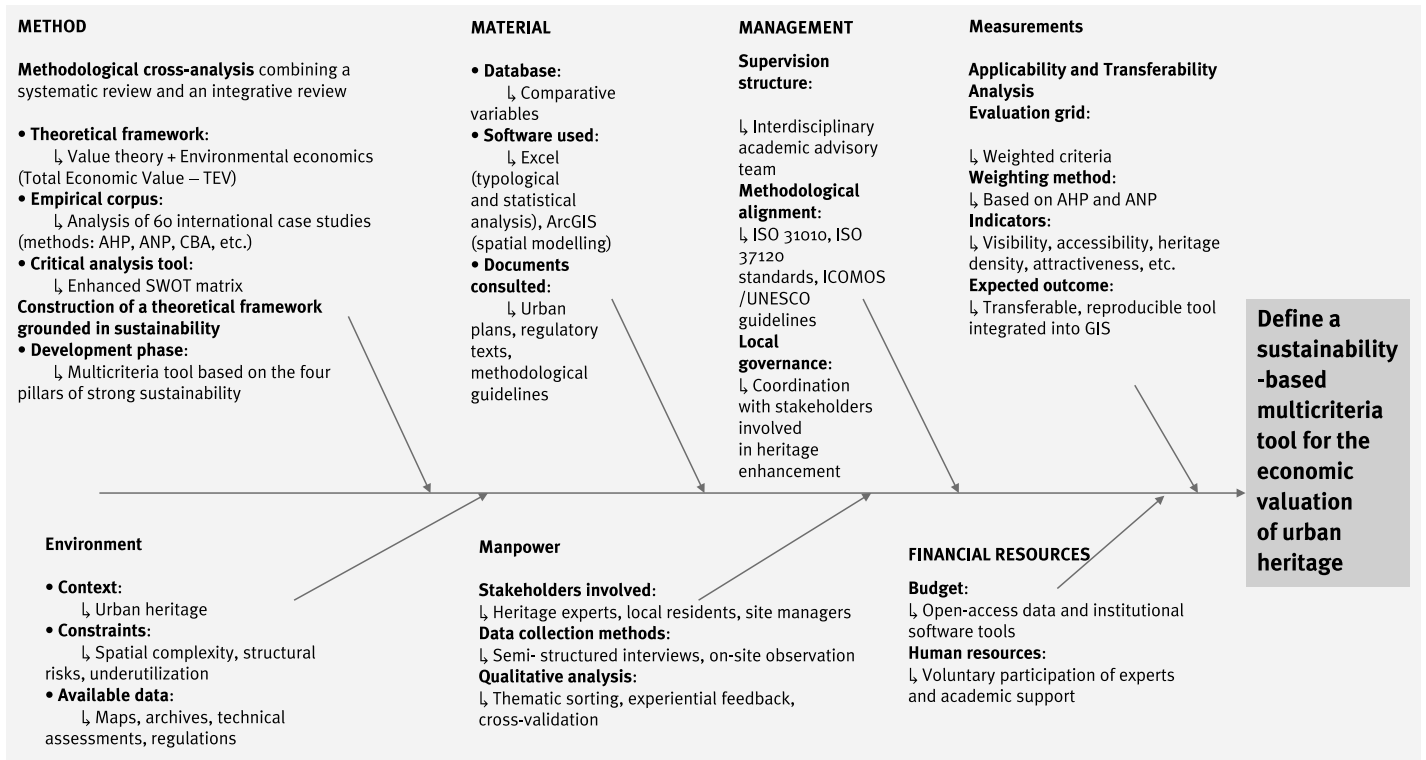 METHOD
Methodological cross-analysis combining a
systematic review and an integrative review
• Theoretical framework:
↳ Value theory + Environmental economics
(Total Economic Value – TEV)
• Empirical corpus:
↳ Analysis of 60 international case studies
(methods: AHP, ANP, CBA, etc.)
• Critical analysis tool:
↳ Enhanced SWOT matrix
Construction of a theoretical framework
grounded in sustainability
• Development phase:
↳ Multicriteria tool based on the four
pillars of strong sustainability
MATERIAL
• Database:
↳ Comparative
variables
• Software used:
↳ Excel
(typological
and statistical
analysis), ArcGIS
(spatial modelling)
• Documents
consulted:
↳ Urban
plans, regulatory
texts,
methodological
guidelines
MANAGEMENT
Supervision
structure:
↳ Interdisciplinary
academic advisory
team
Methodological
alignment:
↳ ISO 31010, ISO
37120
standards, ICOMOS
/UNESCO
guidelines
Local
governance:
↳ Coordination
with stakeholders
involved
in heritage
enhancement
Measurements
Applicability and Transferability
Analysis
Evaluation grid:
↳ Weighted criteria
Weighting method:
↳ Based on AHP and ANP
Indicators:
↳ Visibility, accessibility, heritage
density, attractiveness, etc.
Expected outcome:
↳ Transferable, reproducible tool
integrated into GIS
Define a
sustainability
-based
multicriteria
tool for the
economic
valuation
of urban
heritage
Environment
• Context:
↳ Urban heritage
• Constraints:
↳ Spatial complexity, structural
risks, underutilization
• Available data:
↳ Maps, archives, technical
assessments, regulations
Manpower
Stakeholders involved:
↳ Heritage experts, local residents, site managers
Data collection methods:
↳ Semi- structured interviews, on-site observation
Qualitative analysis:
↳ Thematic sorting, experiential feedback,
cross-validation
FINANCIAL RESOURCES
Budget:
↳ Open-access data and institutional
software tools
Human resources:
↳ Voluntary participation of experts
and academic support